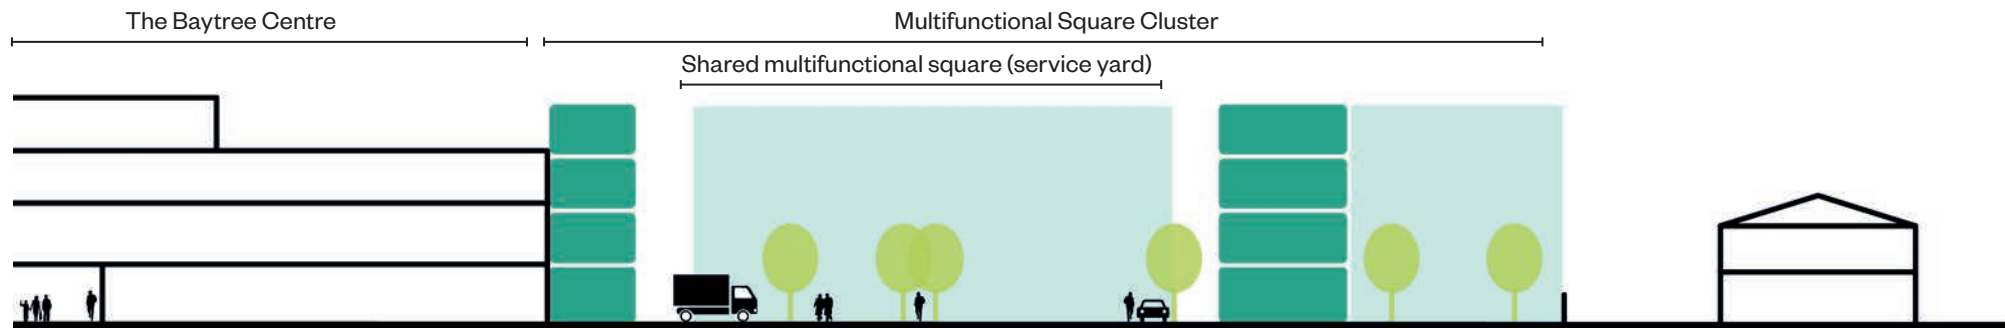 The Baytree Centre
Multifunctional Square Cluster
Shared multifunctional square (service yard)